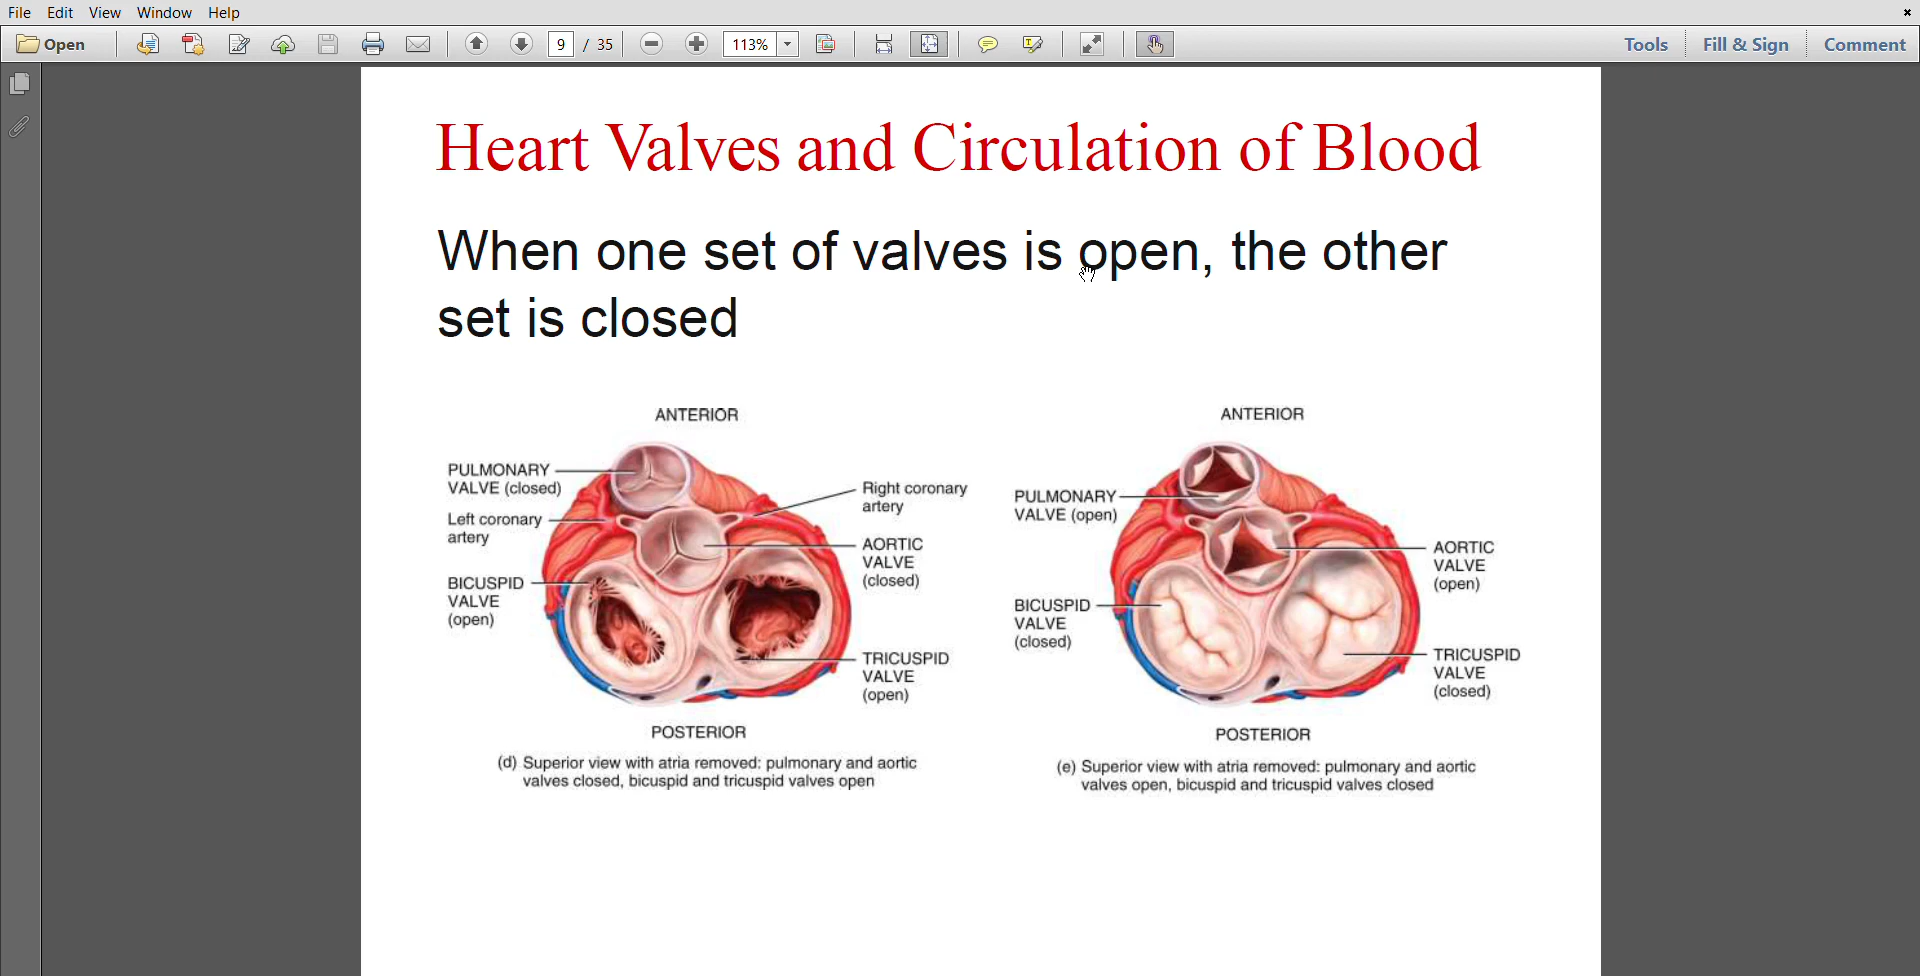 File Edit View Window Help
Open 9 / 35 113% Tools Fill & Sign Comment
Heart Valves and Circulation of Blood
When one set of valves is open, the other
set is closed
ANTERIOR
PULMONARY
VALVE (closed)
Left coronary
artery
BICUSPID
VALVE
(open)
Right coronary
artery
AORTIC
VALVE
(closed)
TRICUSPID
VALVE
(open)
POSTERIOR
(d) Superior view with atria removed: pulmonary and aortic
valves closed, bicuspid and tricuspid valves open
ANTERIOR
PULMONARY
VALVE (open)
BICUSPID
VALVE
(closed)
AORTIC
VALVE
(open)
TRICUSPID
VALVE
(closed)
POSTERIOR
(e) Superior view with atria removed: pulmonary and aortic
valves open, bicuspid and tricuspid valves closed